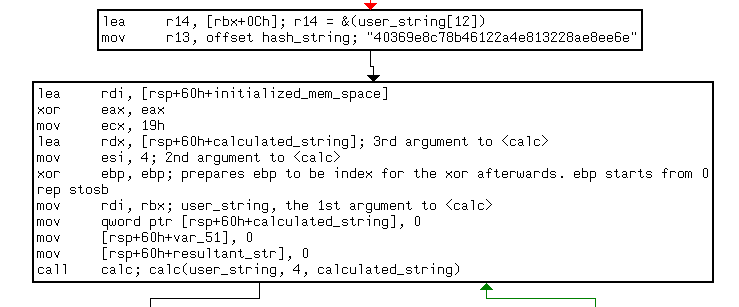 lea r14, [rbx+0Ch]; r14 = &(user_string[12])
mov r13, offset hash_string; "40369e8c78b46122a4e813228ae8ee6e"
lea rdi, [rsp+60h+initialized_mem_space]
xor eax, eax
mov ecx, 19h
lea rdx, [rsp+60h+calculated_string]; 3rd argument to <calc>
mov esi, 4; 2nd argument to <calc>
xor ebp, ebp; prepares ebp to be index for the xor afterwards. ebp starts from 0
rep stosb
mov rdi, rbx; user_string, the 1st argument to <calc>
mov qword ptr [rsp+60h+calculated_string], 0
mov [rsp+60h+var_51], 0
mov [rsp+60h+resultant_str], 0
call calc; calc(user_string, 4, calculated_string)